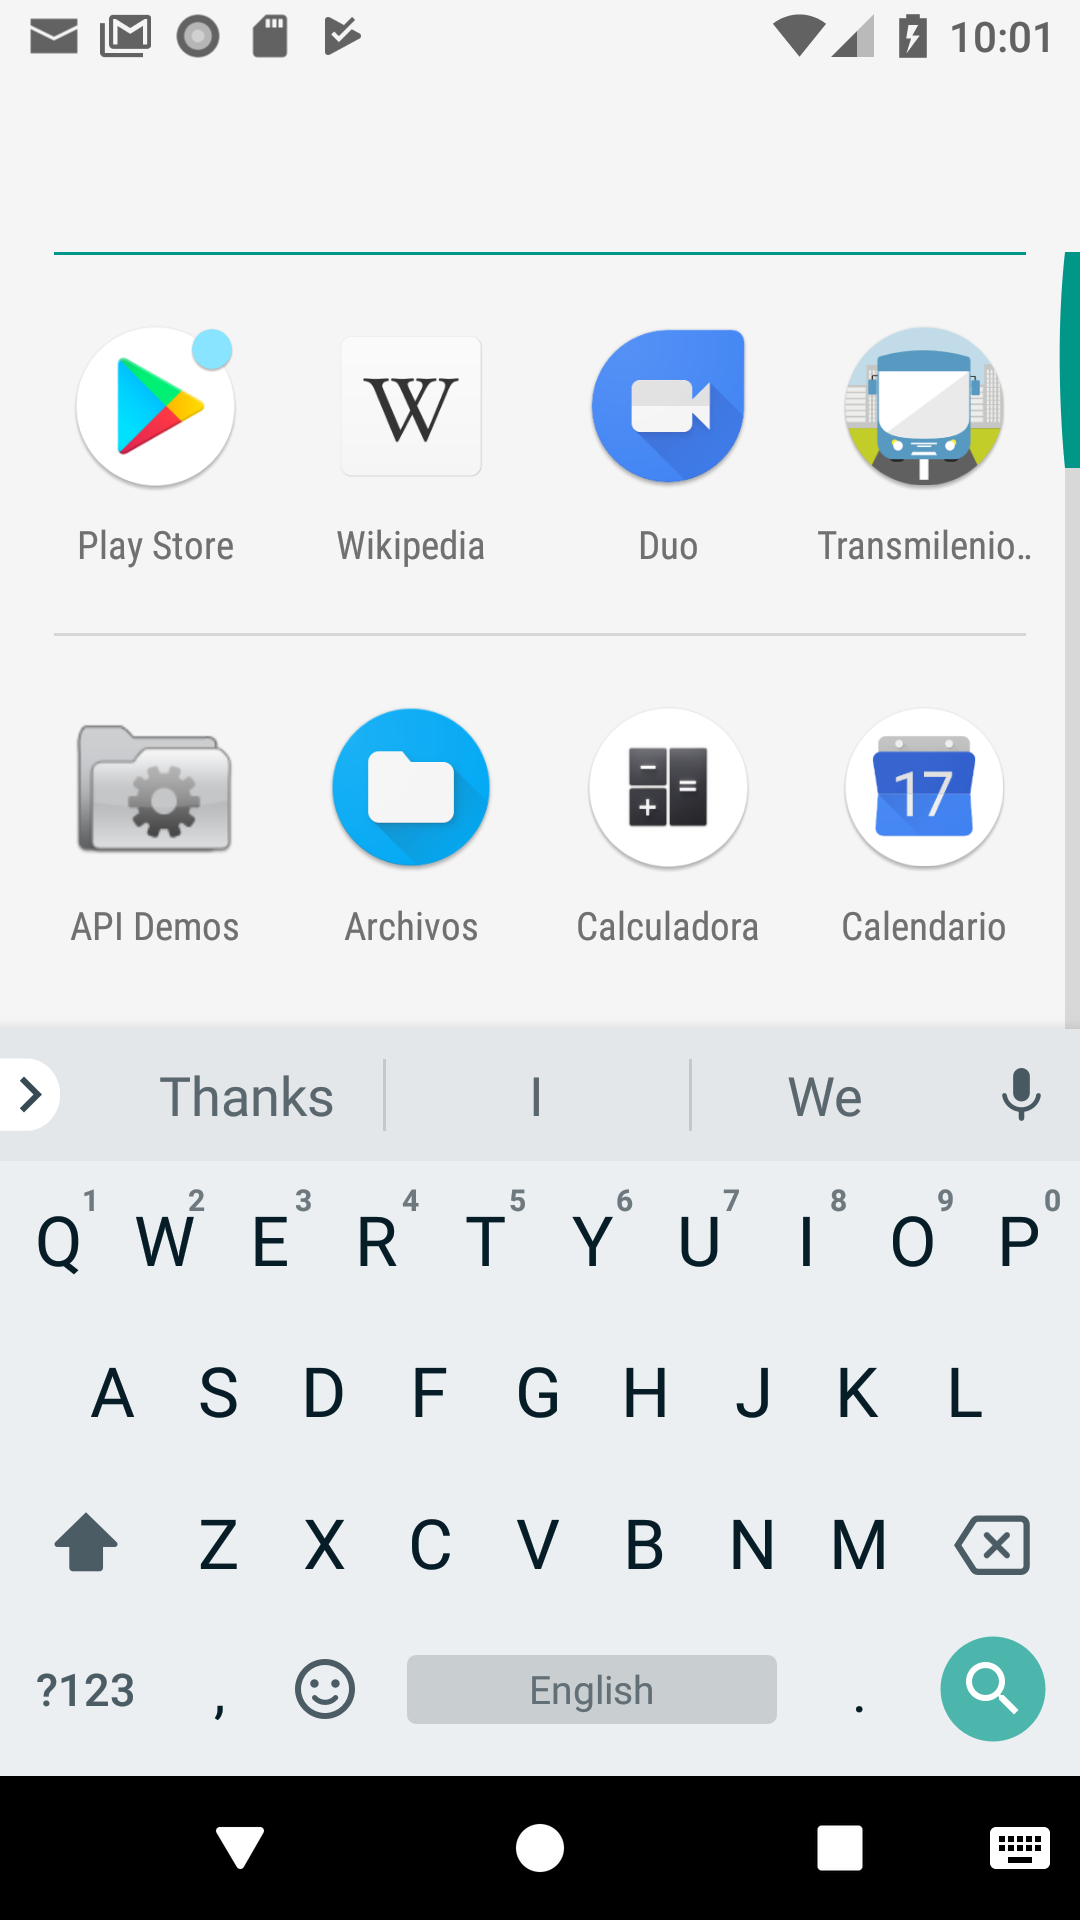 10:01
W
Play Store Wikipedia Duo Transmilenio..
17
API Demos Archivos Calculadora Calendario
Thanks I We
1 2 3 4 5 6 7 8 9 0
Q W E R T Y U I O P
A S D F G H J K L
Z X C V B N M
?123 , English .